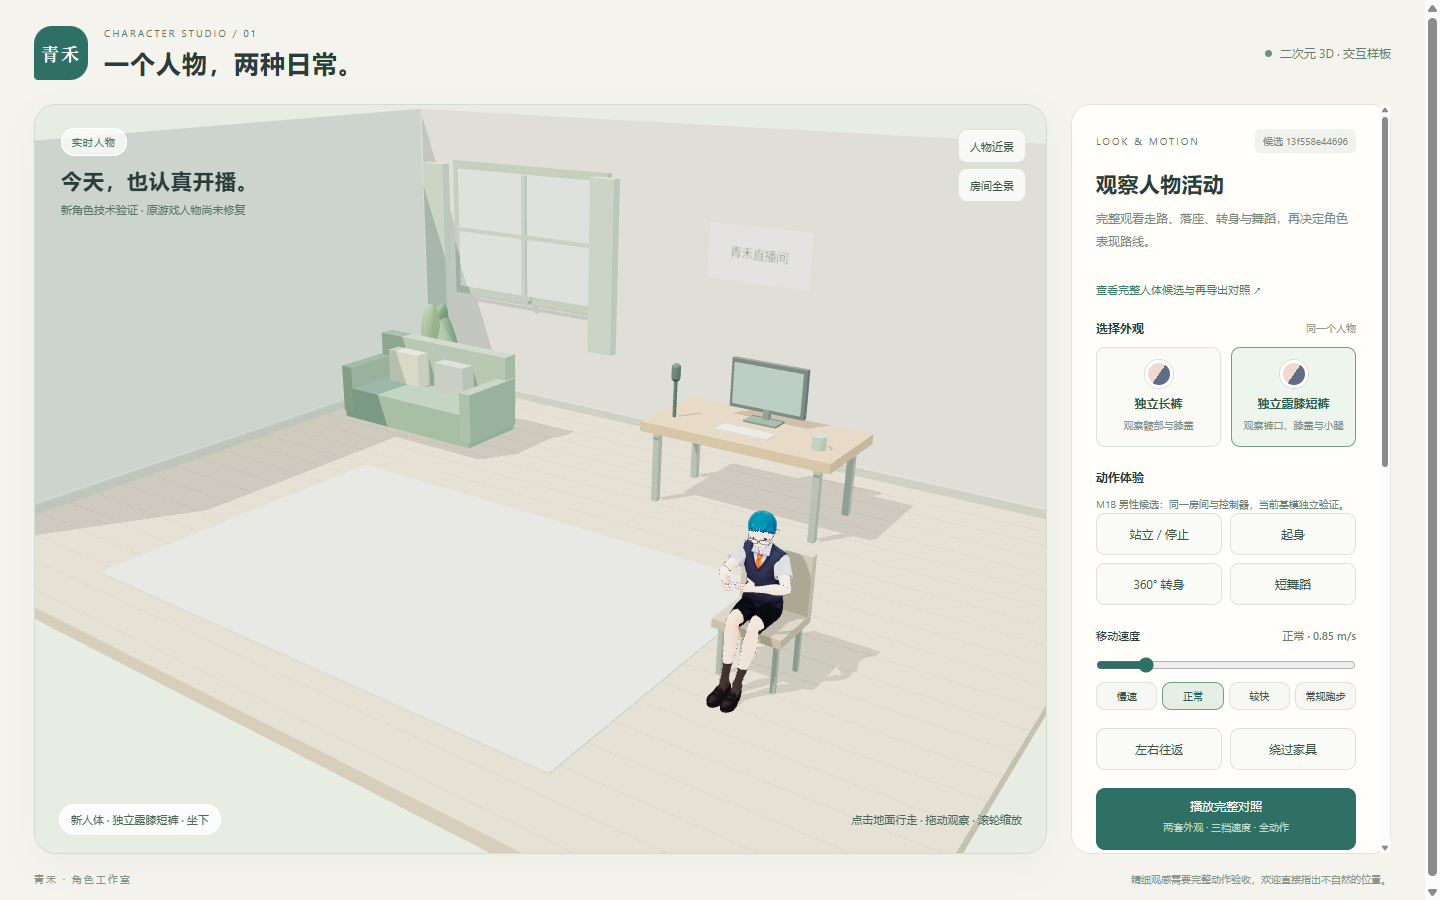 青禾
CHARACTER STUDIO / 01
一个人物，两种日常。
二次元 3D · 交互样板
实时人物
今天，也认真开播。
新角色技术验证 · 原游戏人物尚未修复
人物近景
房间全景
青禾直播间
新人体 · 独立露膝短裤 · 坐下
点击地面行走 · 拖动观察 · 滚轮缩放
LOOK & MOTION
候选 13f558e44696
观察人物活动
完整观看走路、落座、转身与舞蹈，再决定角色
表现路线。
查看完整人体候选与再导出对照 ↗
选择外观
同一个人物
独立长裤
观察髋部与膝盖
独立露膝短裤
观察裤口、膝盖与小腿
动作体验
M1B 男性候选：同一房间与控制器，当前基模独立验证。
站立 / 停止
起身
360° 转身
短舞蹈
移动速度
正常 · 0.85 m/s
慢速
正常
较快
常规跑步
左右往返
绕过家具
播放完整对照
两套外观 · 三档速度 · 全动作
青禾 · 角色工作室
精细观感需要完整动作验收，欢迎直接指出不自然的位置。